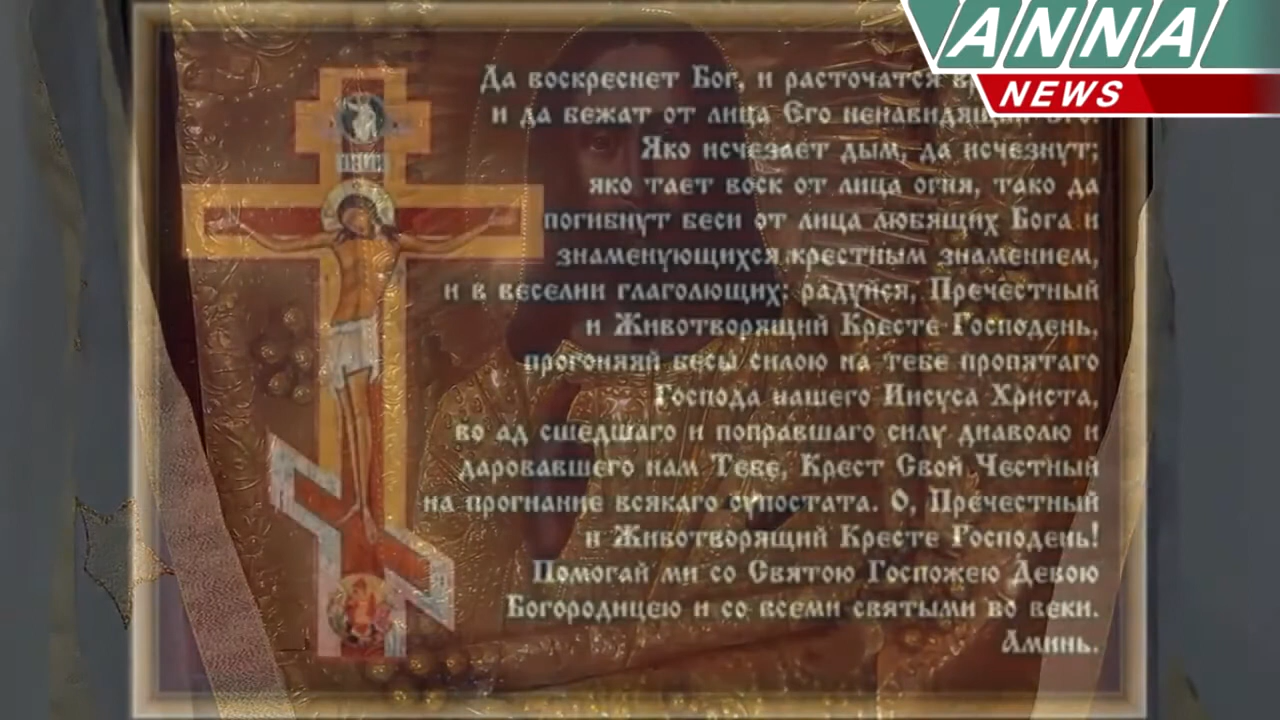 ANNA
NEWS
Да воскреснет Бог, и расточатся
и да бежат от лица Его ненавидящии
Яко исчезает дым, да исчезнут;
яко тает воск от лица огня, тако да
погибнут беси от лица любящих Бога и
знаменующихся крестным знамением,
и в веселии глаголющих: радуйся, Пречестный
и Животворящий Кресте Господень,
прогоняяй бесы силою на тебе пропятаго
Господа нашего Иисуса Христа,
во ад сшедшаго и поправшаго силу диаволю и
даровавшего нам Тебе, Крест Свой Честный
на прогнание всякаго супостата. О, Пречестный
и Животворящий Кресте Господень!
Помогай ми со Святою Госпожею Девою
Богородицею и со всеми святыми во веки.
Аминь.